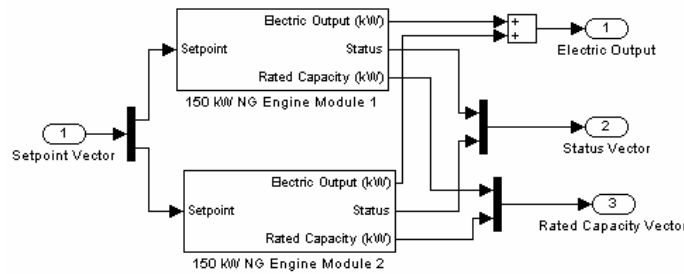 Electric Output (kW)
Setpoint
Status
Rated Capacity (kW)
150 kW NG Engine Module 1
+
+
1
Electric Output
1
Setpoint Vector
2
Status Vector
Electric Output (kW)
Setpoint
Status
Rated Capacity (kW)
150 kW NG Engine Module 2
3
Rated Capacity Vector